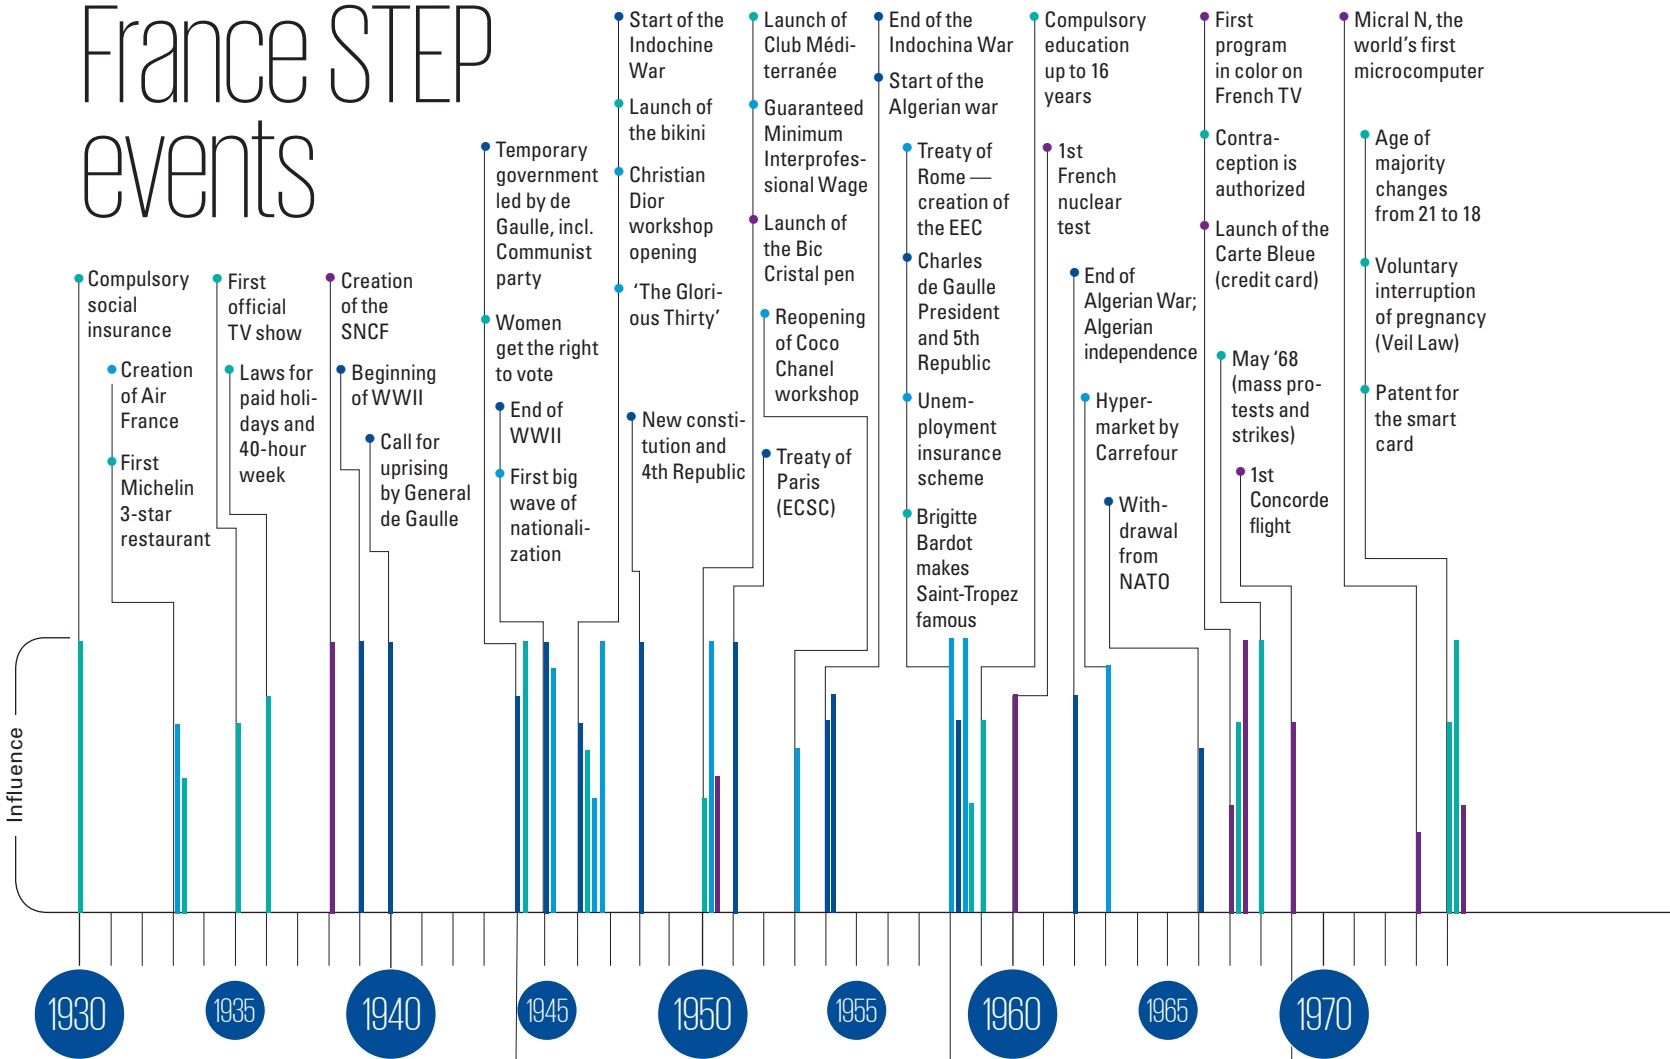 France STEP
events
Compulsory
social
insurance
Creation
of Air
France
First
Michelin
3-star
restaurant
First
official
TV show
Laws for
paid holi-
days and
40-hour
week
Creation
of the
SNCF
Beginning
of WWII
Call for
uprising
by General
de Gaulle
Temporary
government
led by de
Gaulle, incl.
Communist
party
Women
get the right
to vote
End of
WWII
First big
wave of
nationali-
zation
Start of the
Indochine
War
Launch of
the bikini
Christian
Dior
workshop
opening
‘The Glori-
ous Thirty’
New consti-
tution and
4th Republic
Launch of
Club Médi-
terranée
Guaranteed
Minimum
Interprofes-
sional Wage
Launch of
the Bic
Cristal pen
Reopening
of Coco
Chanel
workshop
Treaty of
Paris
(ECSC)
End of the
Indochina War
Start of the
Algerian war
Treaty of
Rome —
creation of
the EEC
Charles
de Gaulle
President
and 5th
Republic
Unem-
ployment
insurance
scheme
Brigitte
Bardot
makes
Saint-Tropez
famous
Compulsory
education
up to 16
years
1st
French
nuclear
test
End of
Algerian War;
Algerian
independence
Hyper-
market by
Carrefour
With-
drawal
from
NATO
First
program
in color on
French TV
Contra-
ception is
authorized
Launch of the
Carte Bleue
(credit card)
May ‘68
(mass pro-
tests and
strikes)
1st
Concorde
flight
Micral N, the
world’s first
microcomputer
Age of
majority
changes
from 21 to 18
Voluntary
interruption
of pregnancy
(Veil Law)
Patent for
the smart
card
Influence
1930
1935
1940
1945
1950
1955
1960
1965
1970